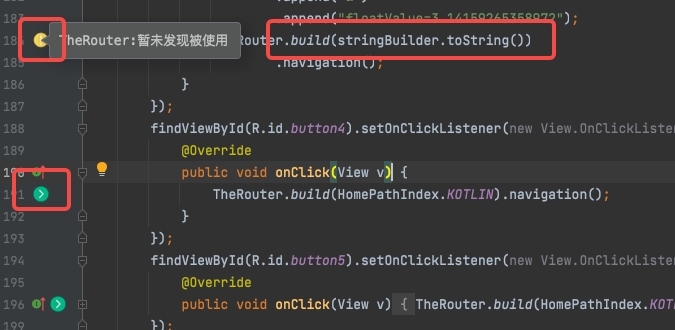 .append("floatValue=3.14159265358972");
184 TheRouter:暂未发现被使用 Router.build(stringBuilder.toString())
185 .navigation();
186 }
187 });
188 findViewById(R.id.button4).setOnClickListener(new View.OnClickListener
189 @Override
190 public void onClick(View v) {
191 TheRouter.build(HomePathIndex.KOTLIN).navigation();
192 }
193 });
194 findViewById(R.id.button5).setOnClickListener(new View.OnClickListener
195 @Override
196 public void onClick(View v) { TheRouter.build(HomePathIndex.KOT
199 });